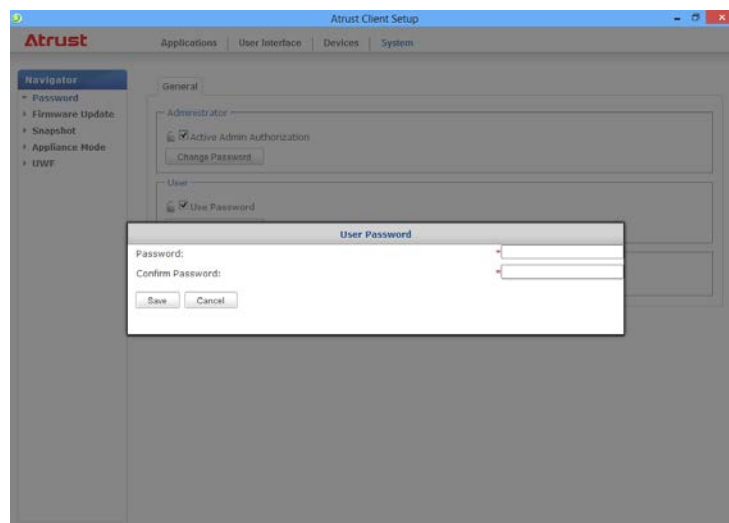 Atrust Client Setup
Atrust
Applications | User Interface | Devices | System
Navigator
Password
Firmware Update
Snapshot
Appliance Mode
UWF
General
Administrator
Active Admin Authorization
Change Password
User
Use Password
User Password
Password: *
Confirm Password: *
Save Cancel